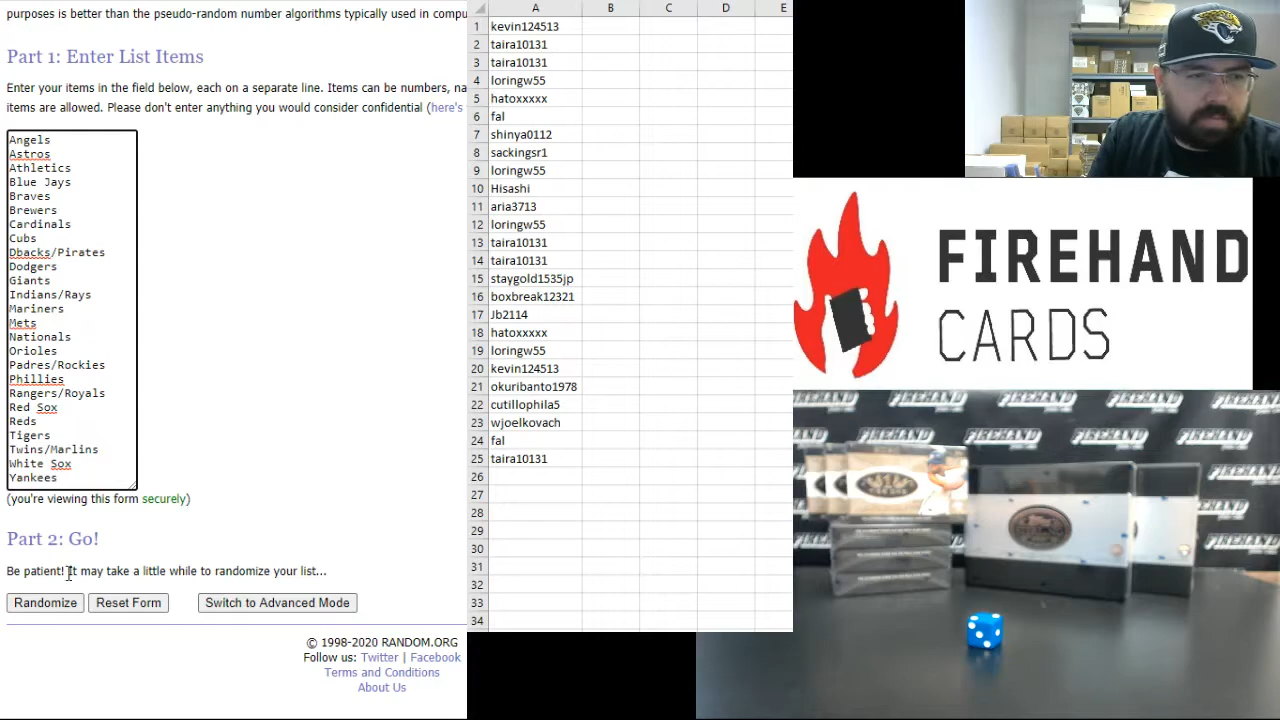 purposes is better than the pseudo-random number algorithms typically used in compu
Part 1: Enter List Items
Enter your items in the field below, each on a separate line. Items can be numbers, na
items are allowed. Please don't enter anything you would consider confidential (here's
Angels
Astros
Athletics
Blue Jays
Braves
Brewers
Cardinals
Cubs
Dbacks/Pirates
Dodgers
Giants
Indians/Rays
Mariners
Mets
Nationals
Orioles
Padres/Rockies
Phillies
Rangers/Royals
Red Sox
Reds
Tigers
Twins/Marlins
White Sox
Yankees
(you're viewing this form securely)
Part 2: Go!
Be patient! It may take a little while to randomize your list...
Randomize Reset Form Switch to Advanced Mode
© 1998-2020 RANDOM.ORG
Follow us: Twitter | Facebook
Terms and Conditions
About Us
A B C D E
1 kevin124513
2 taira10131
3 taira10131
4 loringw55
5 hatoxxxxx
6 fal
7 shinya0112
8 sackingsr1
9 loringw55
10 Hisashi
11 aria3713
12 loringw55
13 taira10131
14 taira10131
15 staygold1535jp
16 boxbreak12321
17 Jb2114
18 hatoxxxxx
19 loringw55
20 kevin124513
21 okuribanto1978
22 cutillophila5
23 wjoelkovach
24 fal
25 taira10131
26
27
28
29
30
31
32
33
34
FIREHAND
CARDS
FIREHAND
FIREHAND
FIREHAND
FIREHAND
FIREHAND
FIREHAND